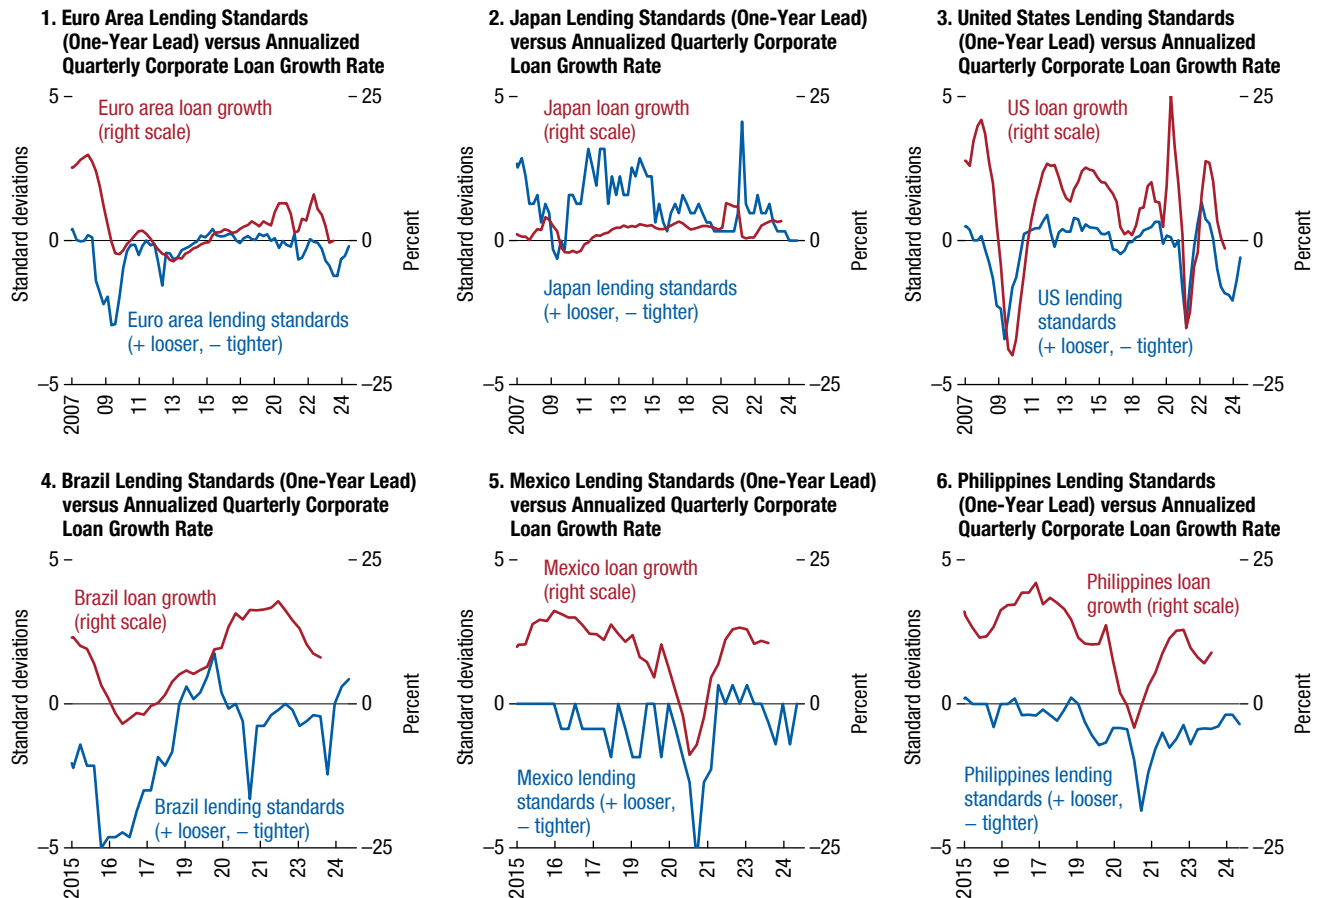 1. Euro Area Lending Standards
(One-Year Lead) versus Annualized
Quarterly Corporate Loan Growth Rate
5
25
Euro area loan growth
(right scale)
Standard deviations
0
0
Percent
Euro area lending standards
(+ looser, − tighter)
–5
–25
2007
09
11
13
15
18
20
22
24
2. Japan Lending Standards (One-Year Lead)
versus Annualized Quarterly Corporate
Loan Growth Rate
5
25
Japan loan growth
(right scale)
Standard deviations
0
0
Percent
Japan lending standards
(+ looser, − tighter)
–5
–25
2007
09
11
13
15
18
20
22
24
3. United States Lending Standards
(One-Year Lead) versus Annualized
Quarterly Corporate Loan Growth Rate
5
25
US loan growth
(right scale)
Standard deviations
0
0
Percent
US lending
standards
(+ looser, − tighter)
–5
–25
2007
09
11
13
15
18
20
22
24
4. Brazil Lending Standards (One-Year Lead)
versus Annualized Quarterly Corporate
Loan Growth Rate
5
25
Brazil loan growth
(right scale)
Standard deviations
0
0
Percent
Brazil lending standards
(+ looser, − tighter)
–5
–25
2015
16
17
19
20
21
23
24
5. Mexico Lending Standards (One-Year Lead)
versus Annualized Quarterly Corporate
Loan Growth Rate
5
25
Mexico loan growth
(right scale)
Standard deviations
0
0
Percent
Mexico lending
standards (+ looser,
− tighter)
–5
–25
2015
16
17
19
20
21
23
24
6. Philippines Lending Standards
(One-Year Lead) versus Annualized
Quarterly Corporate Loan Growth Rate
5
25
Philippines loan
growth (right scale)
Standard deviations
0
0
Percent
Philippines lending
standards (+ looser,
− tighter)
–5
–25
2015
16
17
19
20
21
23
24